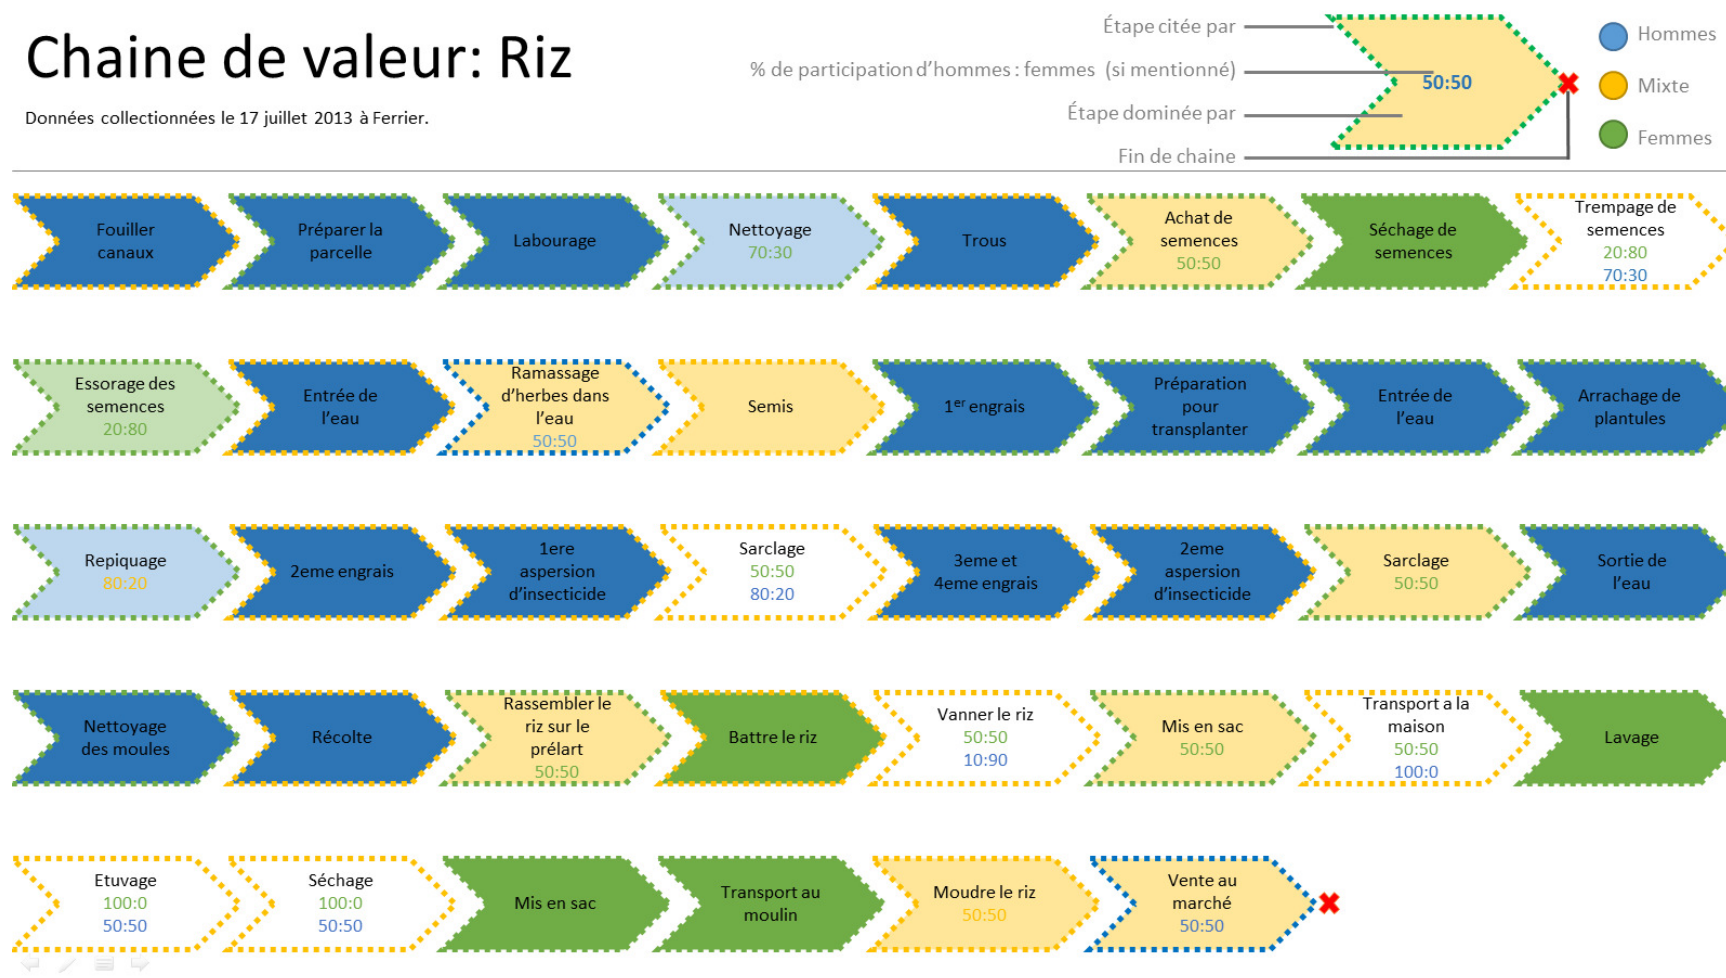 Chaine de valeur: Riz
Données collectionnées le 17 juillet 2013 à Ferrier.
Étape citée par
% de participation d'hommes : femmes (si mentionné)
Étape dominée par
Fin de chaine
50:50
Hommes
Mixte
Femmes
Fouiller
canaux
Préparer la
parcelle
Labourage
Nettoyage
70:30
Trous
Achat de
semences
50:50
Séchage de
semences
Trempage de
semences
20:80
70:30
Essorage des
semences
20:80
Entrée de
l'eau
Ramassage
d'herbes dans
l'eau
50:50
Semis
1er engrais
Préparation
pour
transplanter
Entrée de
l'eau
Arrachage de
plantules
Repiquage
80:20
2eme engrais
1ere
aspersion
d'insecticide
Sarclage
50:50
80:20
3eme et
4eme engrais
2eme
aspersion
d'insecticide
Sarclage
50:50
Sortie de
l'eau
Nettoyage
des moules
Récolte
Rassembler le
riz sur le
prélart
50:50
Battre le riz
Vanner le riz
50:50
10:90
Mis en sac
50:50
Transport a la
maison
50:50
100:0
Lavage
Etuvage
100:0
50:50
Séchage
100:0
50:50
Mis en sac
Transport au
moulin
Moudre le riz
50:50
Vente au
marché
50:50